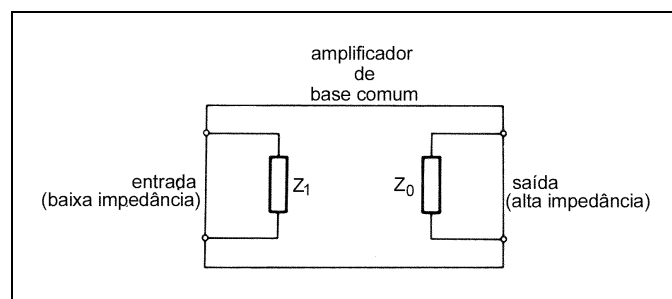 amplificador
de
base comum
entrada
(baixa impedância)
Z1
Z0
saída
(alta impedância)